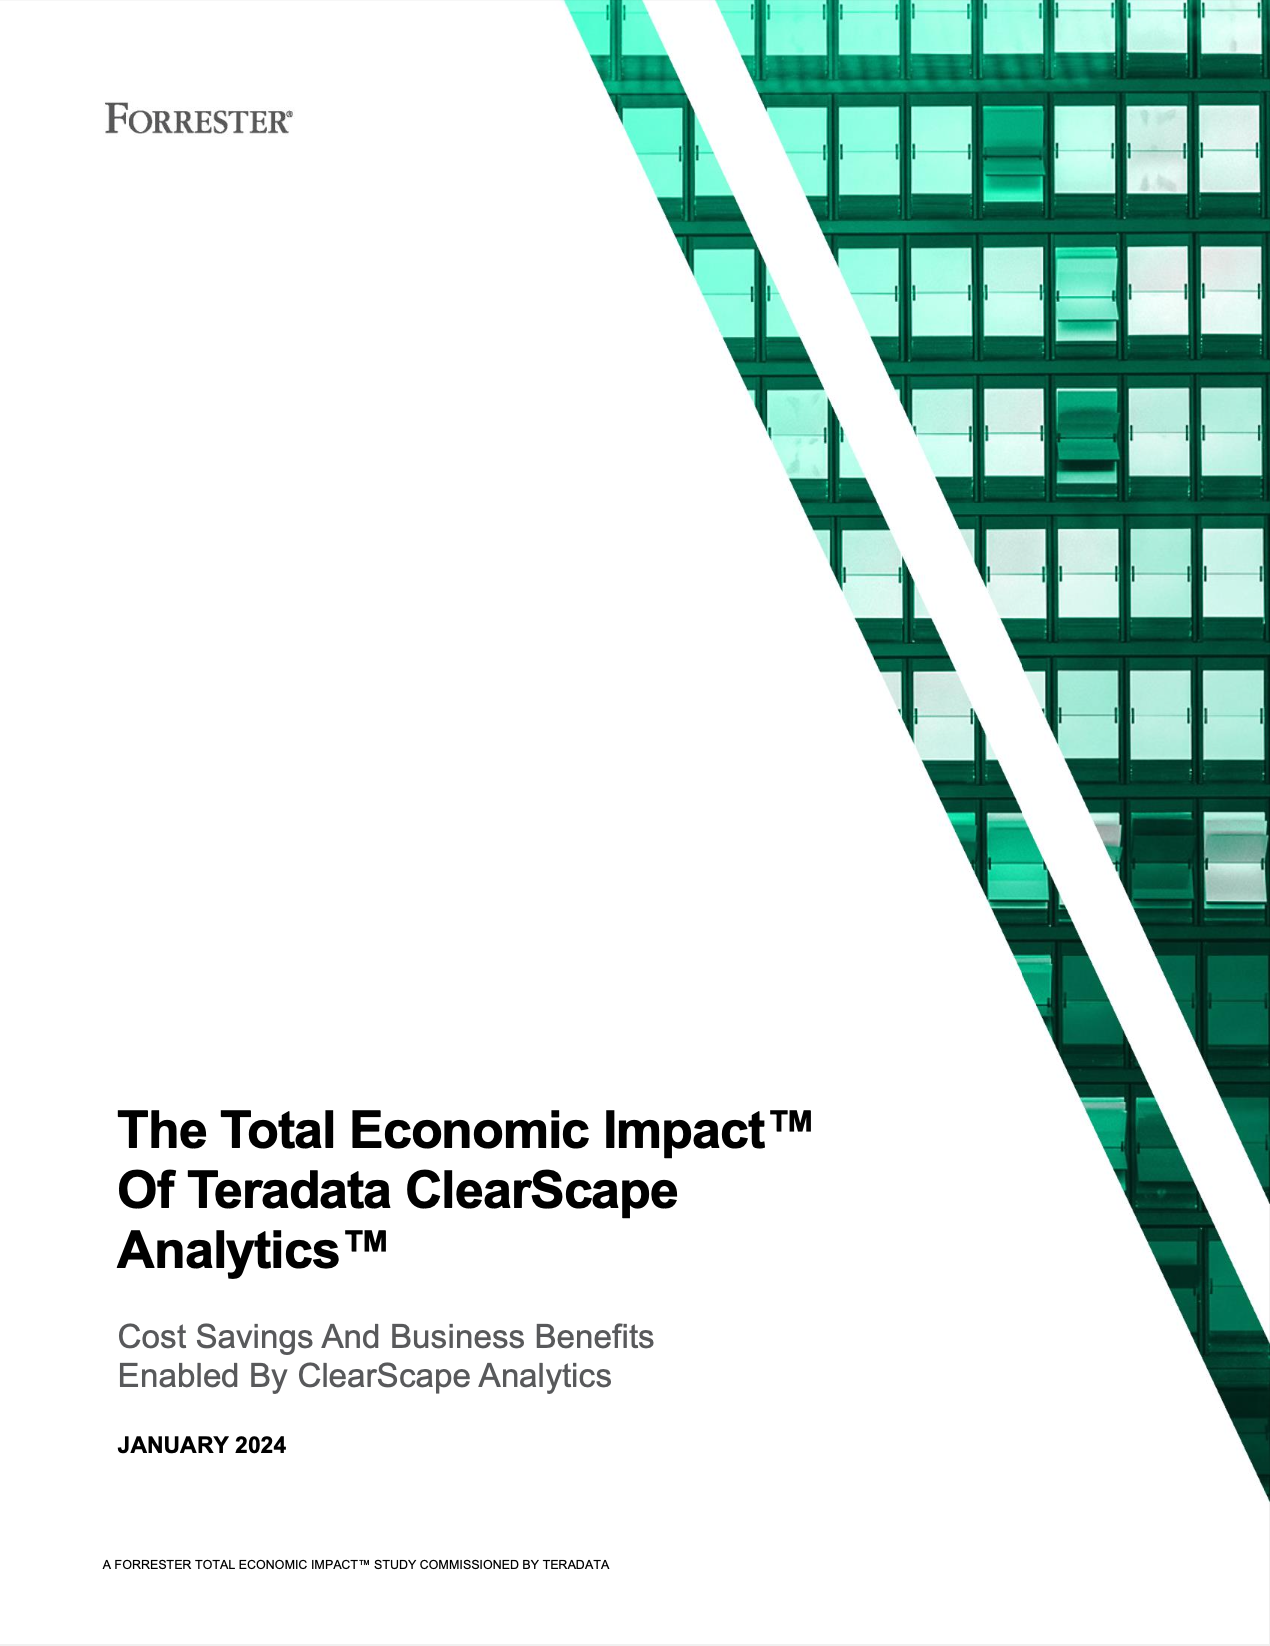 FORRESTER®
The Total Economic Impact™
Of Teradata ClearScape
Analytics™
Cost Savings And Business Benefits
Enabled By ClearScape Analytics
JANUARY 2024
A FORRESTER TOTAL ECONOMIC IMPACT™ STUDY COMMISSIONED BY TERADATA